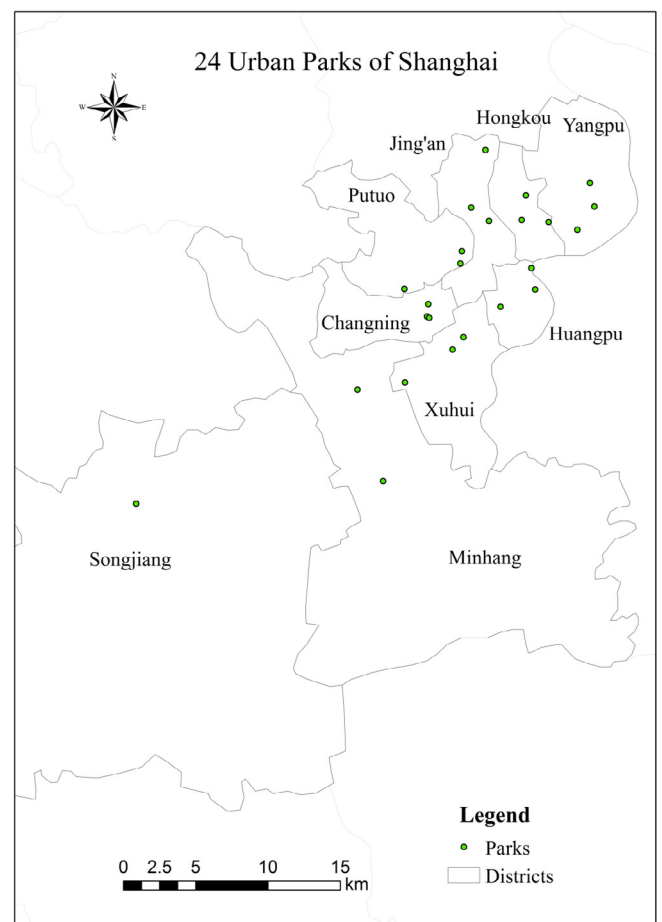 24 Urban Parks of Shanghai
N
W E
S
Hongkou
Yangpu
Jing'an
Putuo
Changning
Huangpu
Xuhui
Songjiang
Minhang
Legend
Parks
Districts
0 2.5 5 10 15
km